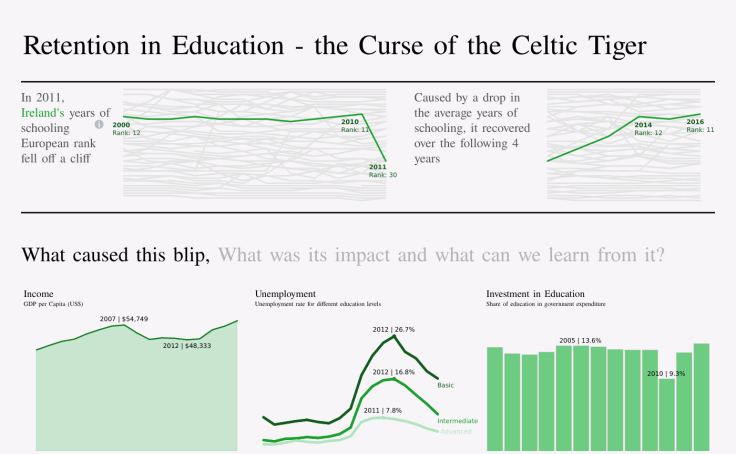 Retention in Education - the Curse of the Celtic Tiger
In 2011,
Ireland's years of
schooling
European rank
fell off a cliff
i
2000
Rank: 12
2010
Rank: 11
2011
Rank: 30
Caused by a drop in
the average years of
schooling, it recovered
over the following 4
years
2014
Rank: 12
2016
Rank: 11
What caused this blip, What was its impact and what can we learn from it?
Income
GDP per Capita (US$)
2007 | $54,749
2012 | $48,333
Unemployment
Unemployment rate for different education levels
2012 | 26.7%
2012 | 16.8%
2011 | 7.8%
Basic
Intermediate
Advanced
Investment in Education
Share of education in government expenditure
2005 | 13.6%
2010 | 9.3%